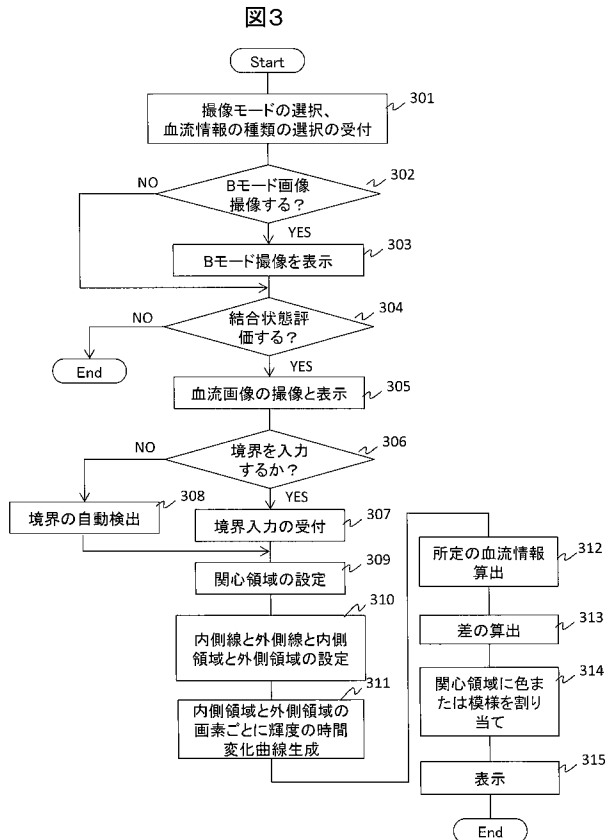 図3
Start
撮像モードの選択、
血流情報の種類の選択の受付
301
Bモード画像
撮像する?
302
NO
YES
Bモード撮像を表示
303
結合状態評
価する?
304
NO
End
YES
血流画像の撮像と表示
305
境界を入力
するか?
306
NO
YES
境界の自動検出
308
境界入力の受付
307
関心領域の設定
309
内側線と外側線と内側
領域と外側領域の設定
310
内側領域と外側領域の
画素ごとに輝度の時間
変化曲線生成
311
所定の血流情報
算出
312
差の算出
313
関心領域に色ま
たは模様を割り
当て
314
表示
315
End